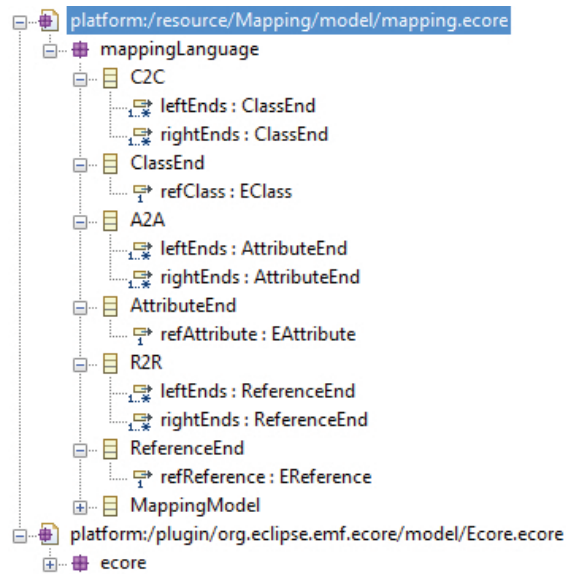 platform:/resource/Mapping/model/mapping.ecore
mappingLanguage
C2C
1..* leftEnds : ClassEnd
1..* rightEnds : ClassEnd
ClassEnd
1 refClass : EClass
A2A
1..* leftEnds : AttributeEnd
1..* rightEnds : AttributeEnd
AttributeEnd
1 refAttribute : EAttribute
R2R
1..* leftEnds : ReferenceEnd
1..* rightEnds : ReferenceEnd
ReferenceEnd
1 refReference : EReference
MappingModel
platform:/plugin/org.eclipse.emf.ecore/model/Ecore.ecore
ecore